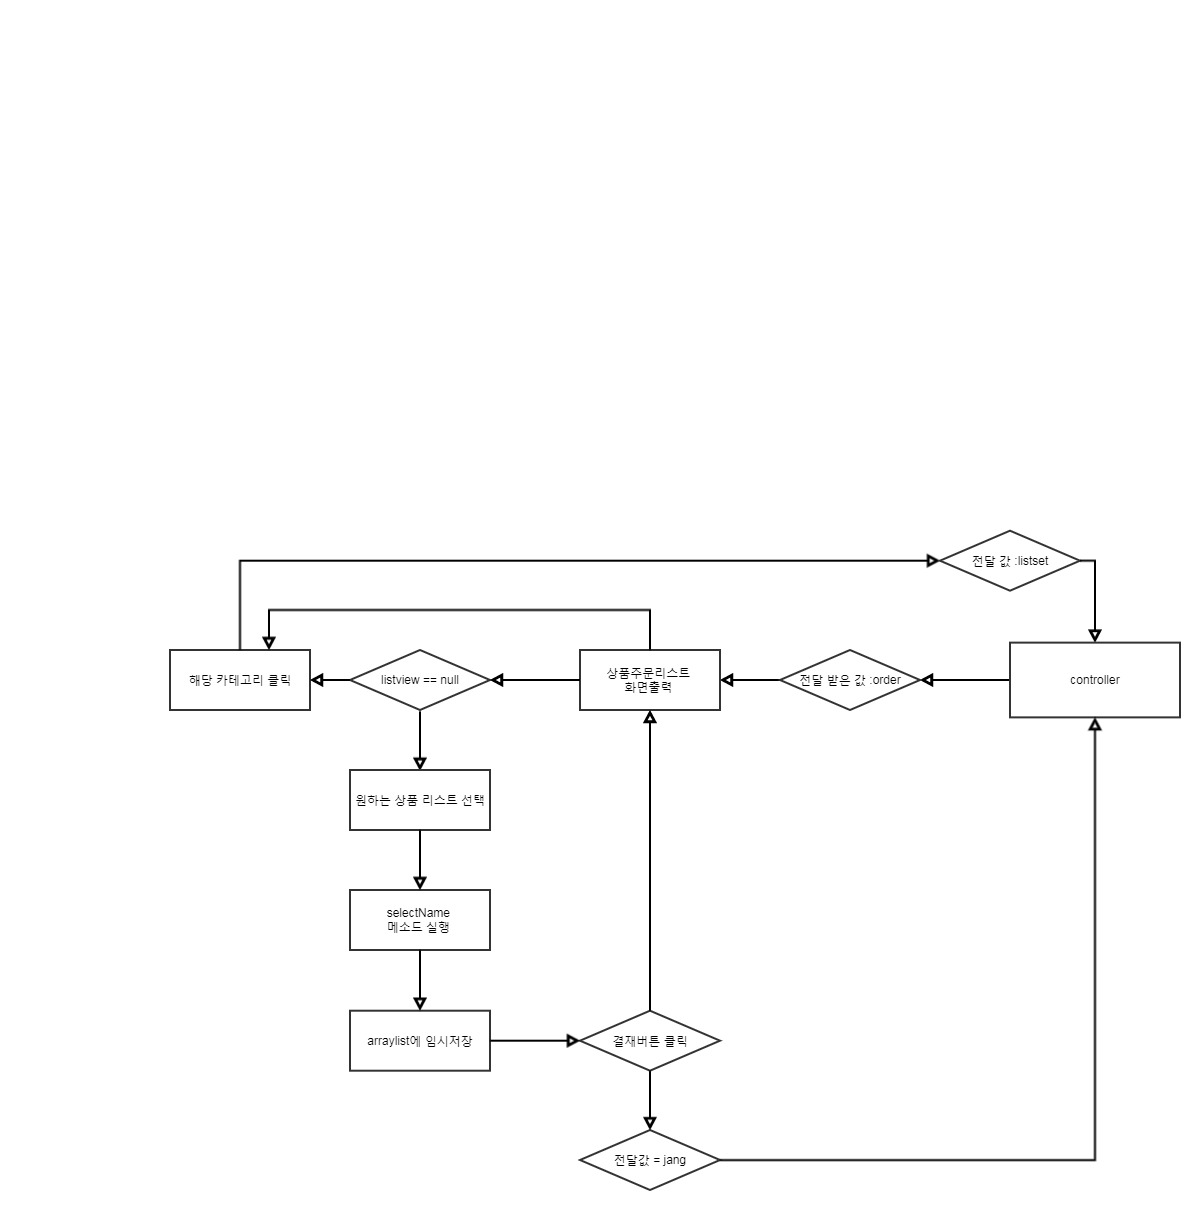 전달 값 :listset
해당 카테고리 클릭
listview == null
상품주문리스트
화면출력
전달 받은 값 :order
controller
원하는 상품 리스트 선택
selectName
메소드 실행
arraylist에 임시저장
결재버튼 클릭
전달값 = jang